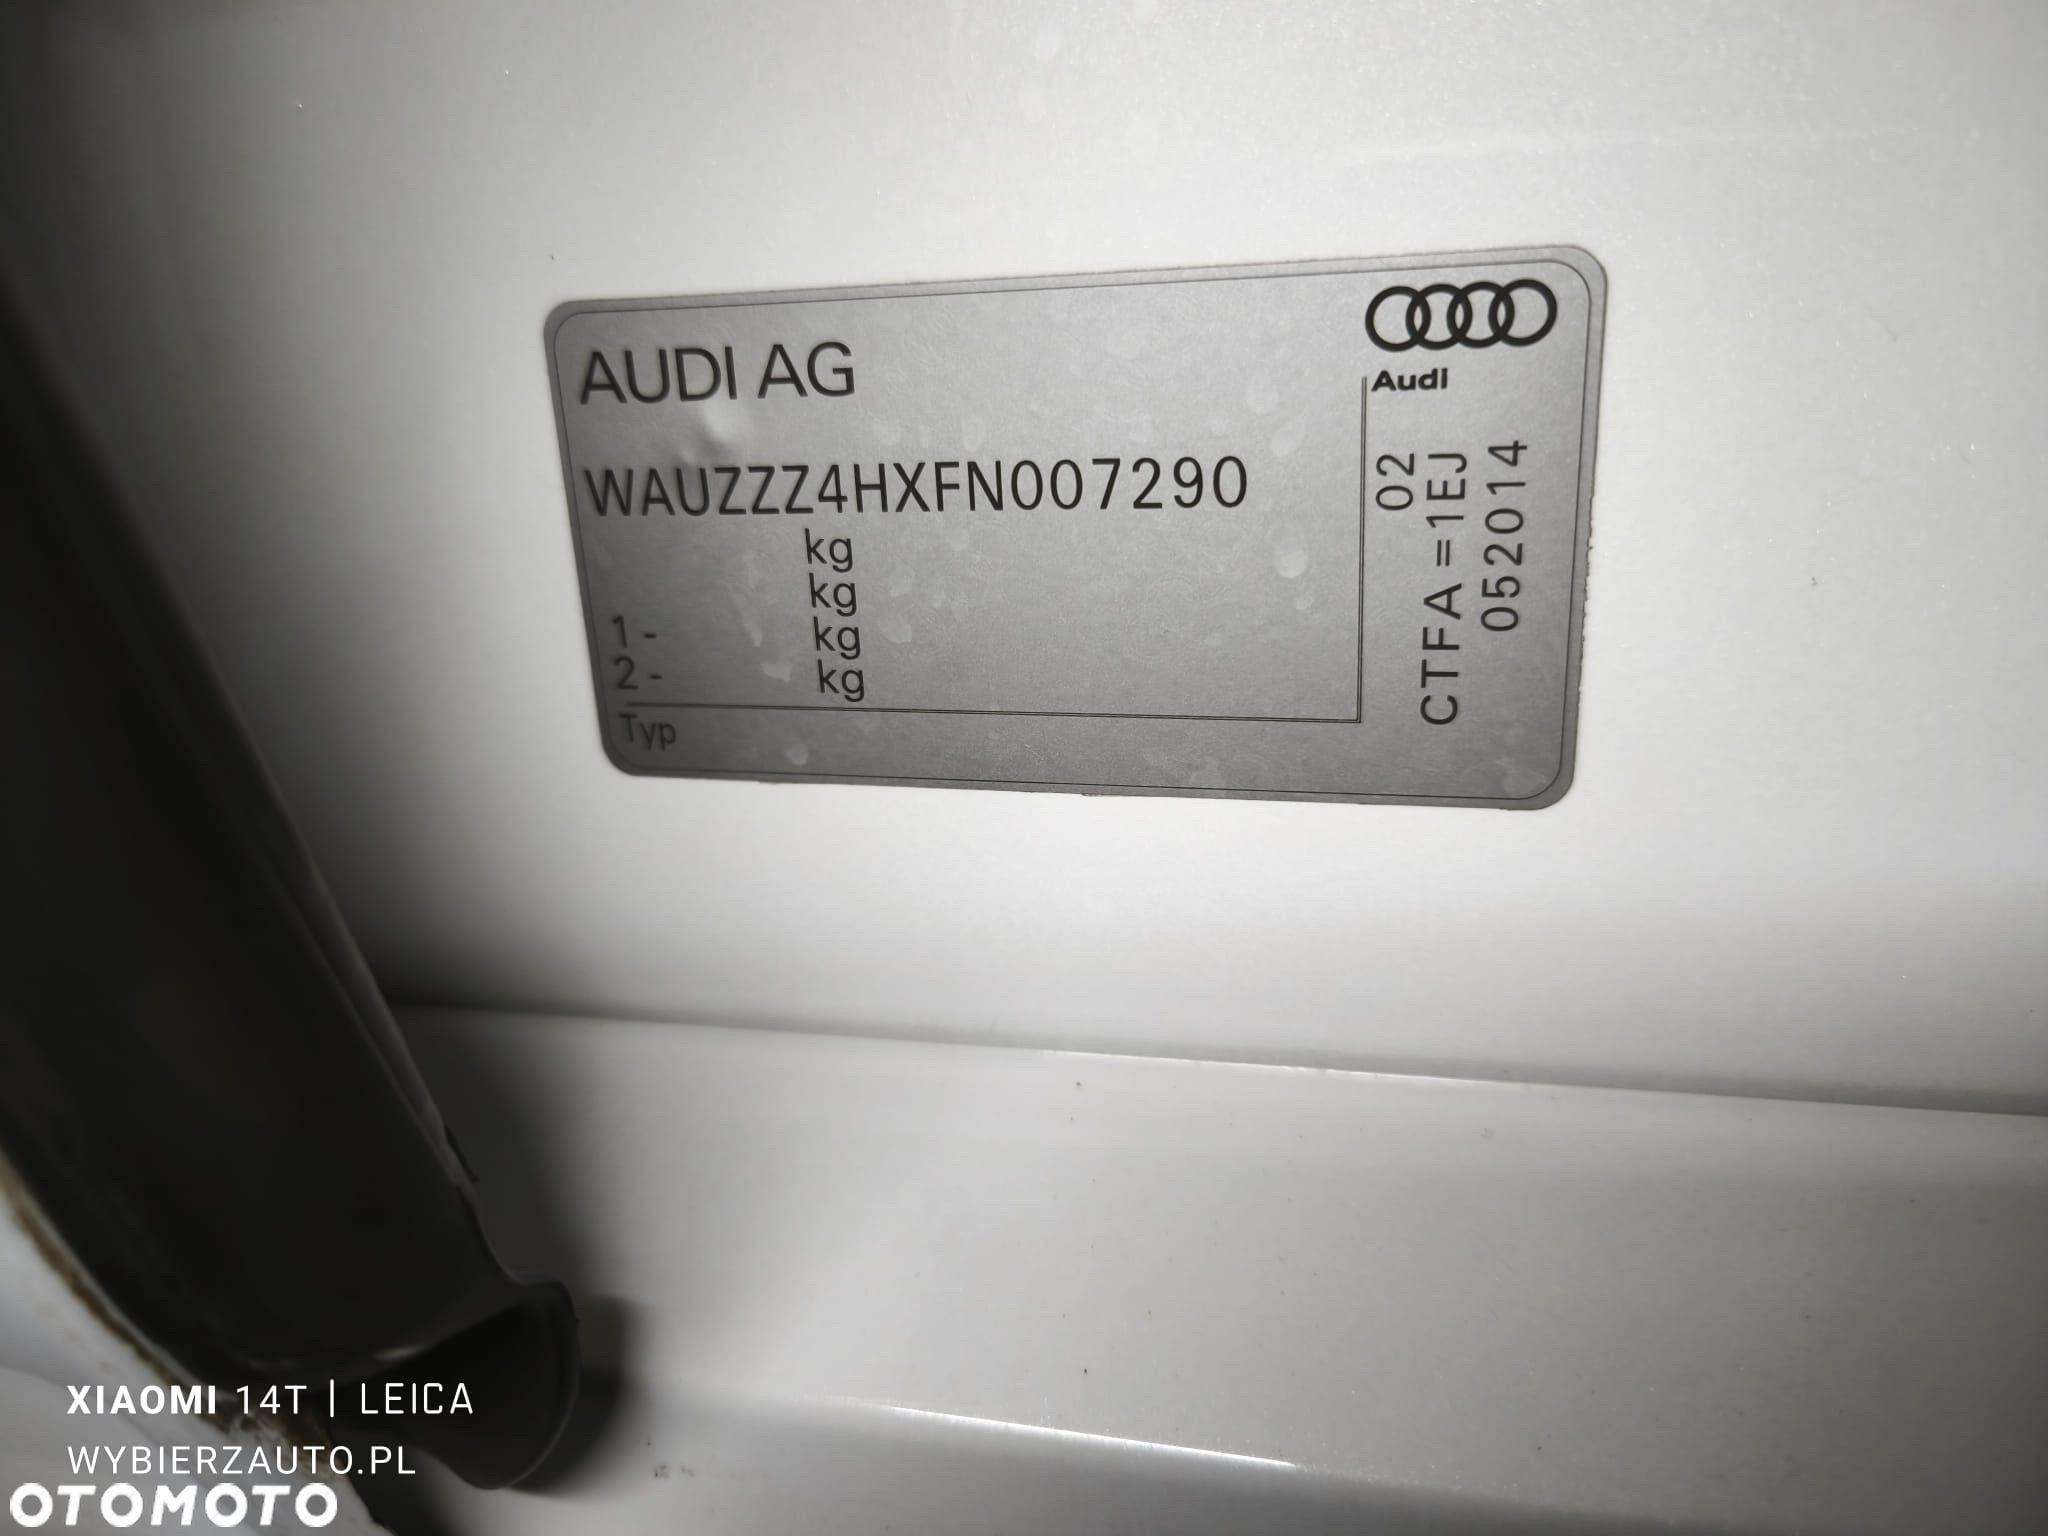 AUDI AG
Audi
WAUZZZ4HXFN007290
kg
kg
1- kg
2- kg
Typ
02
CTFA =1EJ
052014
XIAOMI 14T | LEICA
WYBIERZAUTO.PL
OTOMOTO